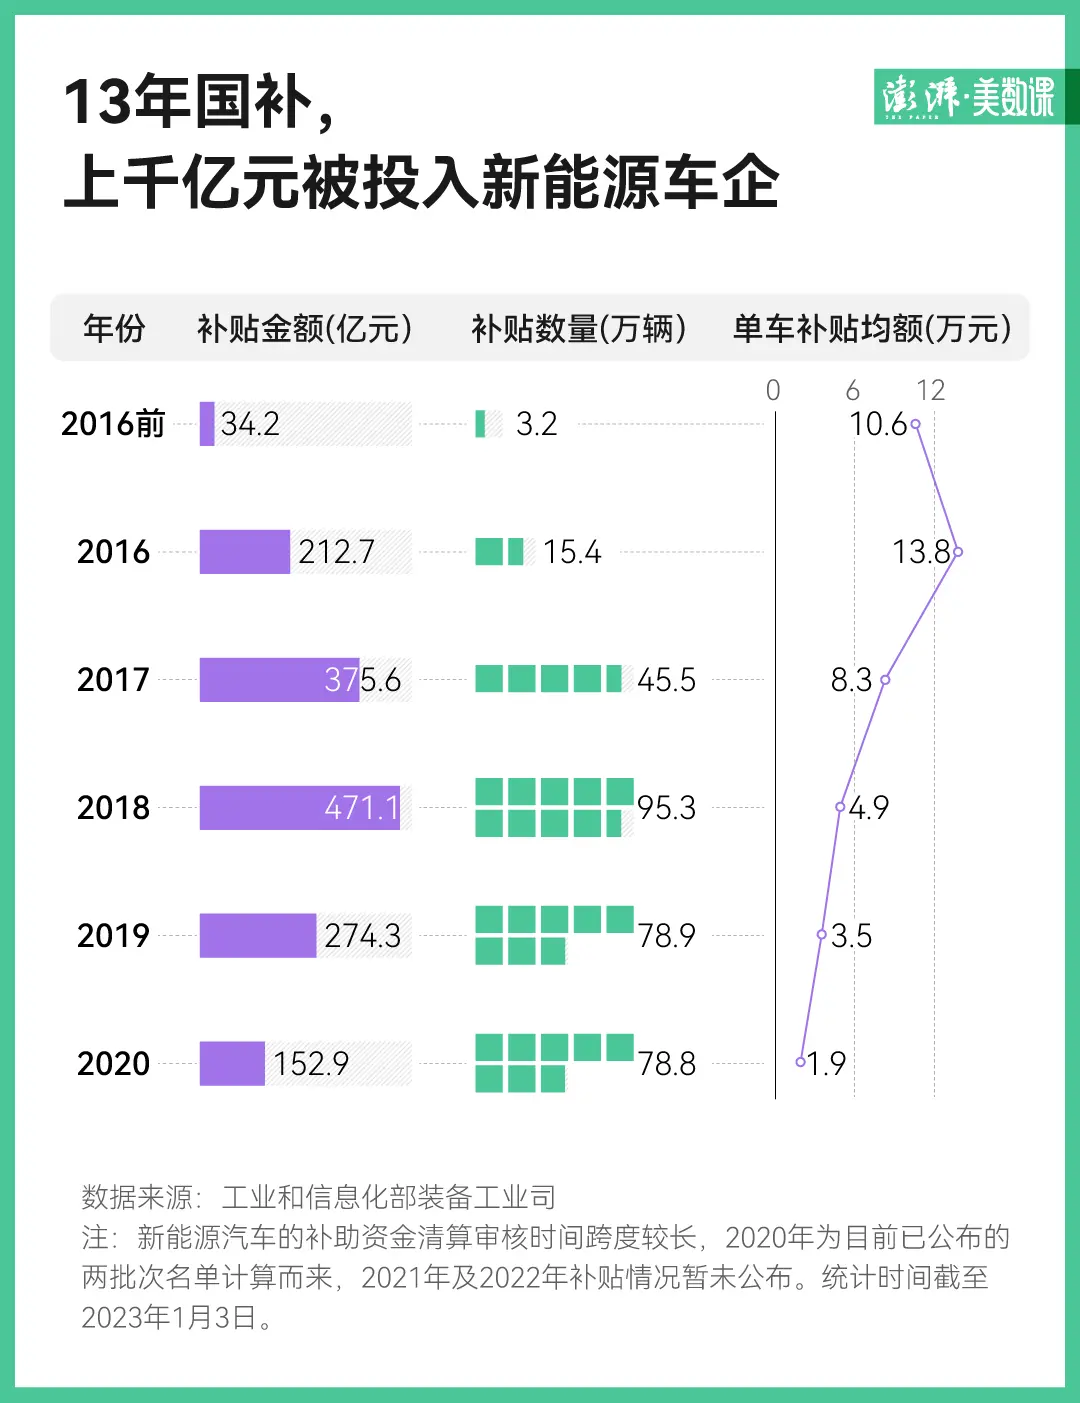 13年国补，
上千亿元被投入新能源车企
澎湃·美数课
THE PAPER
年份 补贴金额(亿元) 补贴数量(万辆) 单车补贴均额(万元)
0 6 12
2016前 34.2 3.2 10.6
2016 212.7 15.4 13.8
2017 375.6 45.5 8.3
2018 471.1 95.3 4.9
2019 274.3 78.9 3.5
2020 152.9 78.8 1.9
数据来源：工业和信息化部装备工业司
注：新能源汽车的补助资金清算审核时间跨度较长，2020年为目前已公布的
两批次名单计算而来，2021年及2022年补贴情况暂未公布。统计时间截至
2023年1月3日。